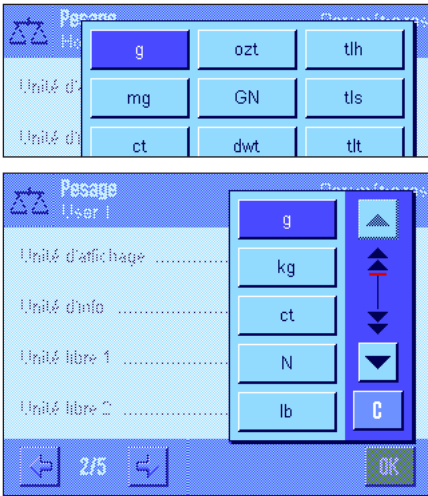 Pesage
g ozt tlh
Unité d'
mg GN tls
Unité d'
ct dwt tlt
Pesage
User 1
g
Unité d'affichage ............
kg
Unité d'info ....................
ct
Unité libre 1 ...................
N
Unité libre 2 ...................
lb
C
2/5
OK